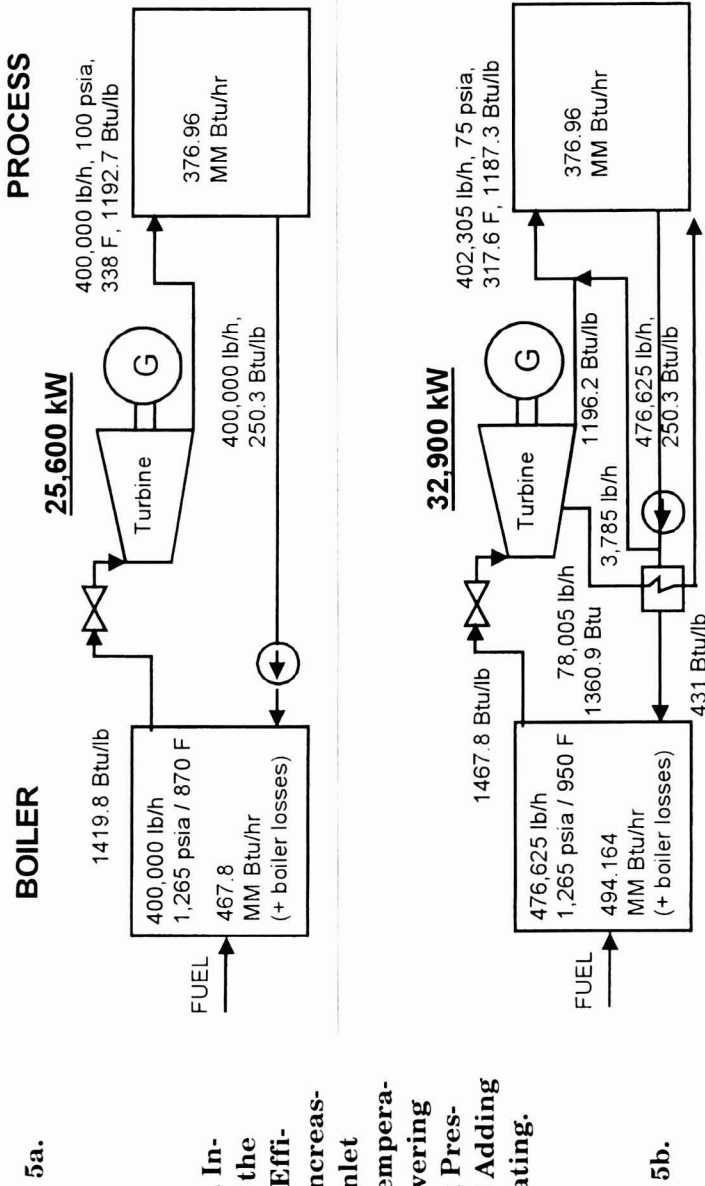 5a.
BOILER
PROCESS
25,600 kW
1419.8 Btu/lb
400,000 lb/h, 100 psia,
338 F, 1192.7 Btu/lb
Turbine
G
FUEL
400,000 lb/h
1,265 psia / 870 F
467.8
MM Btu/hr
(+ boiler losses)
400,000 lb/h,
250.3 Btu/lb
376.96
MM Btu/hr
In-
the
Effi-
ncreas-
nlet
empera-
vering
Pres-
Adding
ating.
5b.
32,900 kW
1467.8 Btu/lb
402,305 lb/h, 75 psia,
317.6 F, 1187.3 Btu/lb
Turbine
G
1196.2 Btu/lb
FUEL
476,625 lb/h
1,265 psia / 950 F
494.164
MM Btu/hr
(+ boiler losses)
78,005 lb/h
1360.9 Btu
3,785 lb/h
476,625 lb/h,
250.3 Btu/lb
376.96
MM Btu/hr
431 Btu/lb